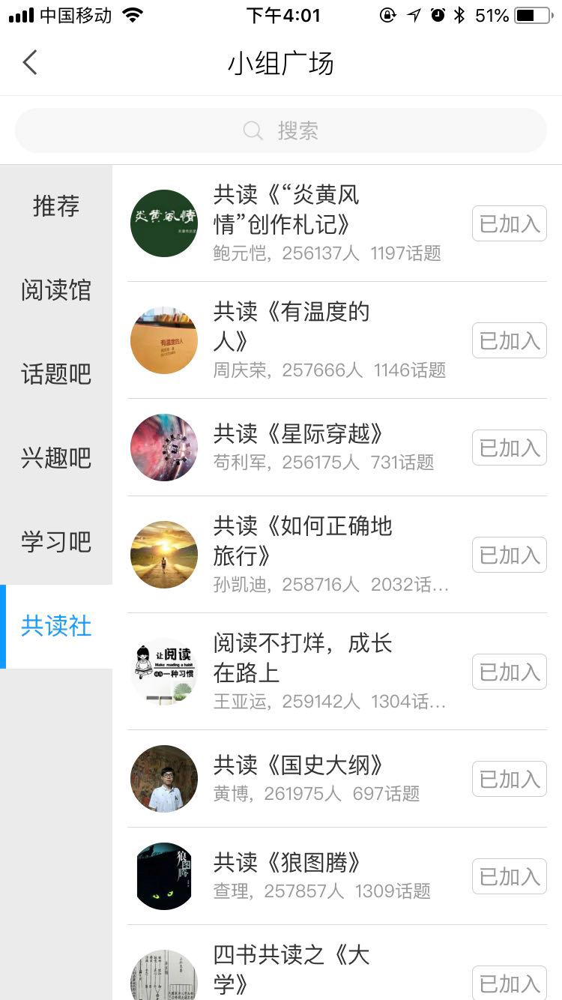 中国移动
下午4:01
51%
小组广场
搜索
推荐
阅读馆
话题吧
兴趣吧
学习吧
共读社
炎黄风情
共读《“炎黄风
情”创作札记》
鲍元恺, 256137人 1197话题
已加入
有温度的人
共读《有温度的
人》
周庆荣, 257666人 1146话题
已加入
共读《星际穿越》
苟利军, 256175人 731话题
已加入
共读《如何正确地
旅行》
孙凯迪, 258716人 2032话...
已加入
让阅读
Make reading a habit
一种习惯
阅读不打烊，成长
在路上
王亚运, 259142人 1304话...
已加入
共读《国史大纲》
黄博, 261975人 697话题
已加入
狼图腾
共读《狼图腾》
查理, 257857人 1309话题
已加入
四书共读之《大
学》
已加入